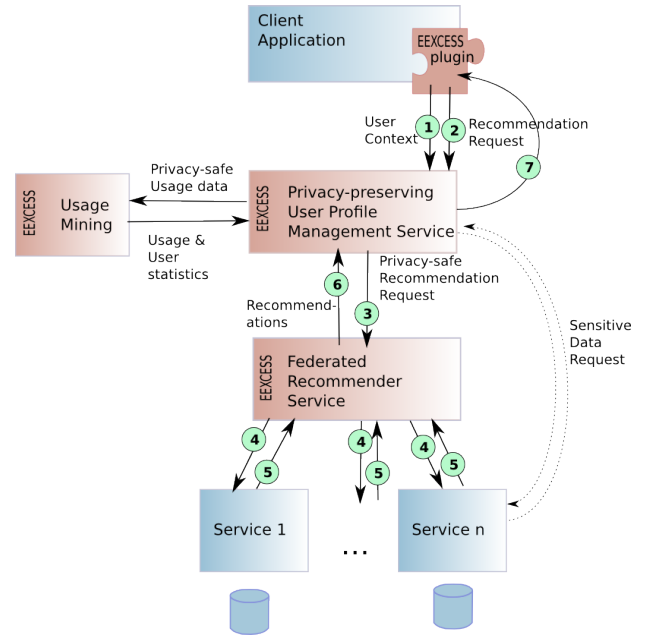 Client
Application
EEXCESS
plugin
User
Context
1
2
Recommendation
Request
7
Privacy-safe
Usage data
EEXCESS
Usage
Mining
EEXCESS
Privacy-preserving
User Profile
Management Service
Usage &
User
statistics
6
Privacy-safe
Recommendation
Request
Recommend-
ations
3
Sensitive
Data
Request
EEXCESS
Federated
Recommender
Service
4
5
4
5
4
5
Service 1
...
Service n